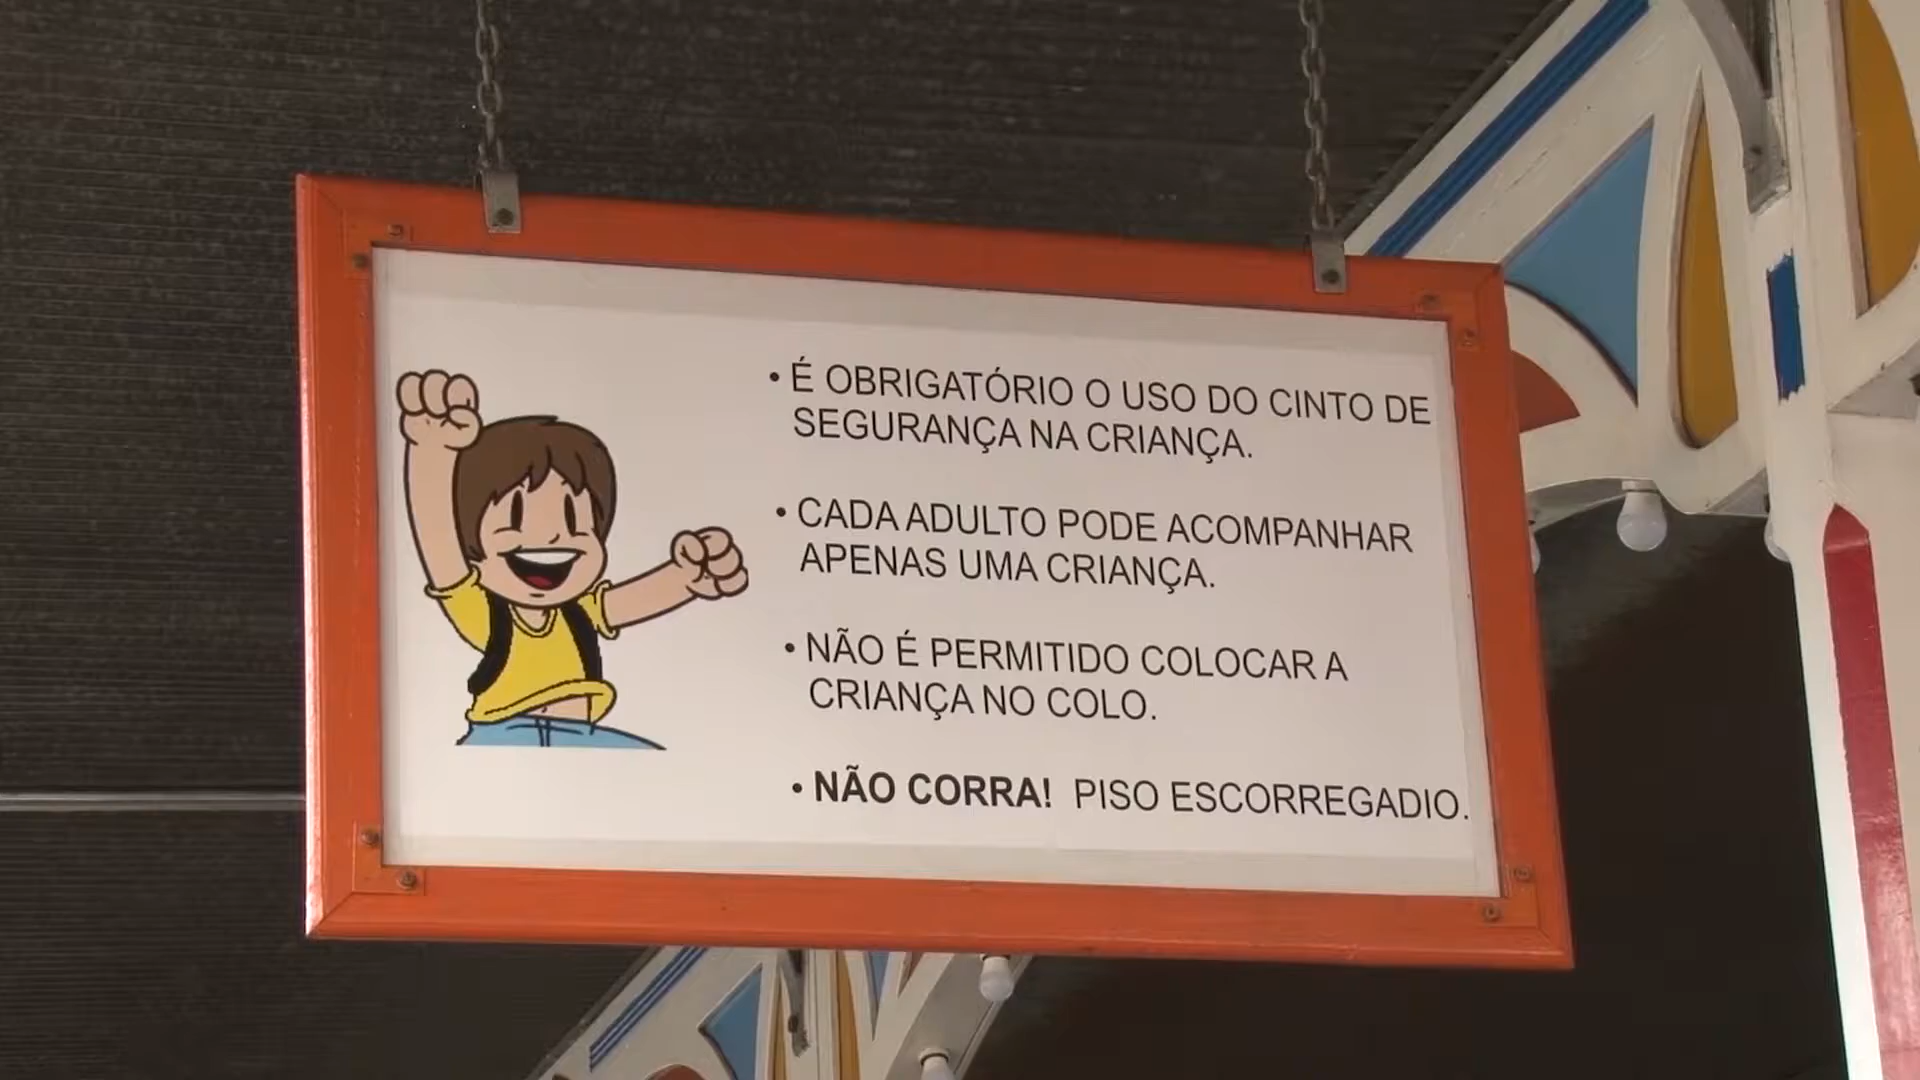 • É OBRIGATÓRIO O USO DO CINTO DE
SEGURANÇA NA CRIANÇA.
• CADA ADULTO PODE ACOMPANHAR
APENAS UMA CRIANÇA.
• NÃO É PERMITIDO COLOCAR A
CRIANÇA NO COLO.
• NÃO CORRA! PISO ESCORREGADIO.